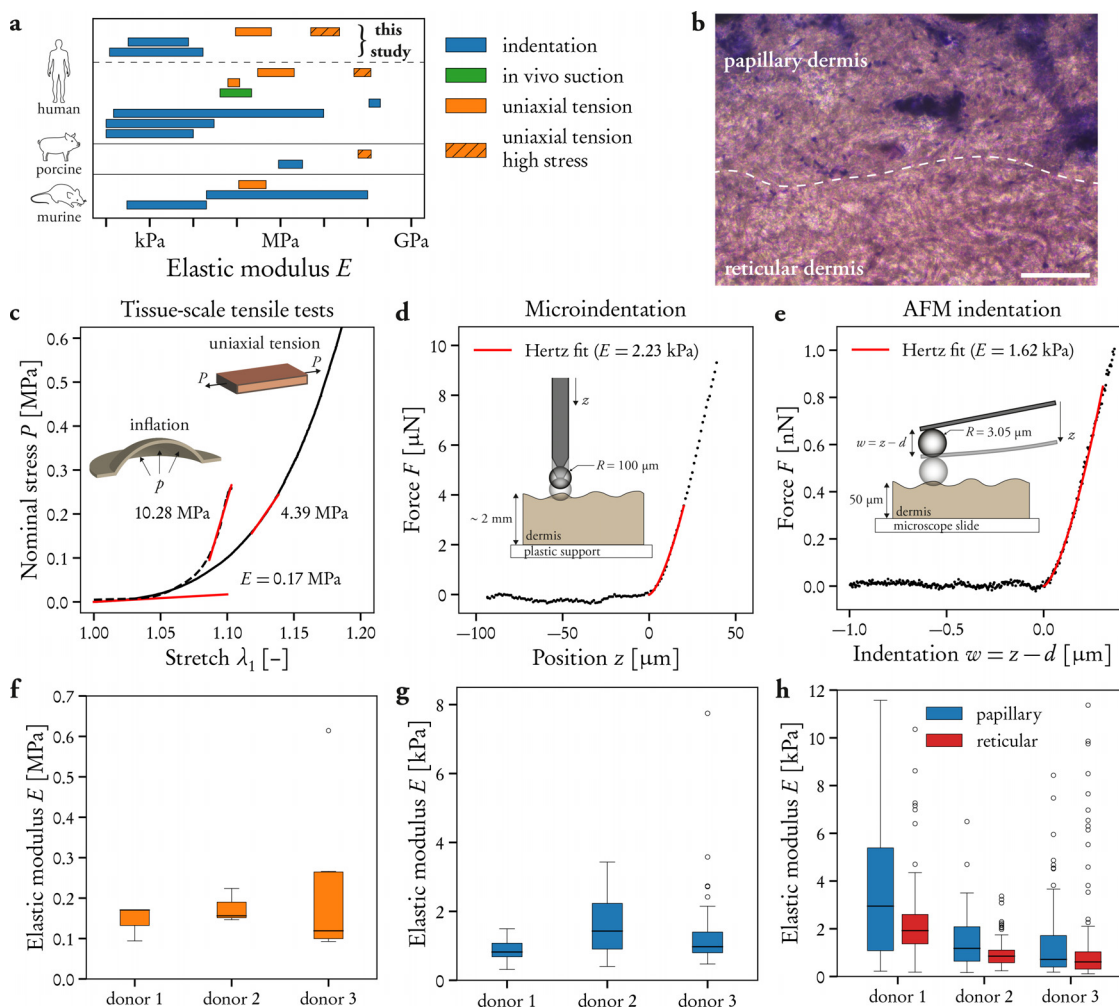 a
this
study
human
porcine
murine
kPa
MPa
GPa
Elastic modulus E
indentation
in vivo suction
uniaxial tension
uniaxial tension
high stress
b
papillary dermis
reticular dermis
c
Tissue-scale tensile tests
Nominal stress P [MPa]
0.6
0.5
0.4
0.3
0.2
0.1
0.0
1.00
1.05
1.10
1.15
1.20
Stretch λ1 [–]
uniaxial tension
P
P
inflation
p
10.28 MPa
4.39 MPa
E = 0.17 MPa
d
Microindentation
Force F [μN]
10
8
6
4
2
0
−100
−50
0
50
Position z [μm]
Hertz fit (E = 2.23 kPa)
z
R = 100 μm
~ 2 mm
dermis
plastic support
e
AFM indentation
Force F [nN]
1.0
0.8
0.6
0.4
0.2
0.0
−1.0
0.0
Indentation w = z − d [μm]
Hertz fit (E = 1.62 kPa)
w = z − d
R = 3.05 μm
z
50 μm
dermis
microscope slide
f
Elastic modulus E [MPa]
0.7
0.6
0.5
0.4
0.3
0.2
0.1
0.0
donor 1
donor 2
donor 3
g
Elastic modulus E [kPa]
8
6
4
2
0
donor 1
donor 2
donor 3
h
Elastic modulus E [kPa]
12
10
8
6
4
2
0
papillary
reticular
donor 1
donor 2
donor 3